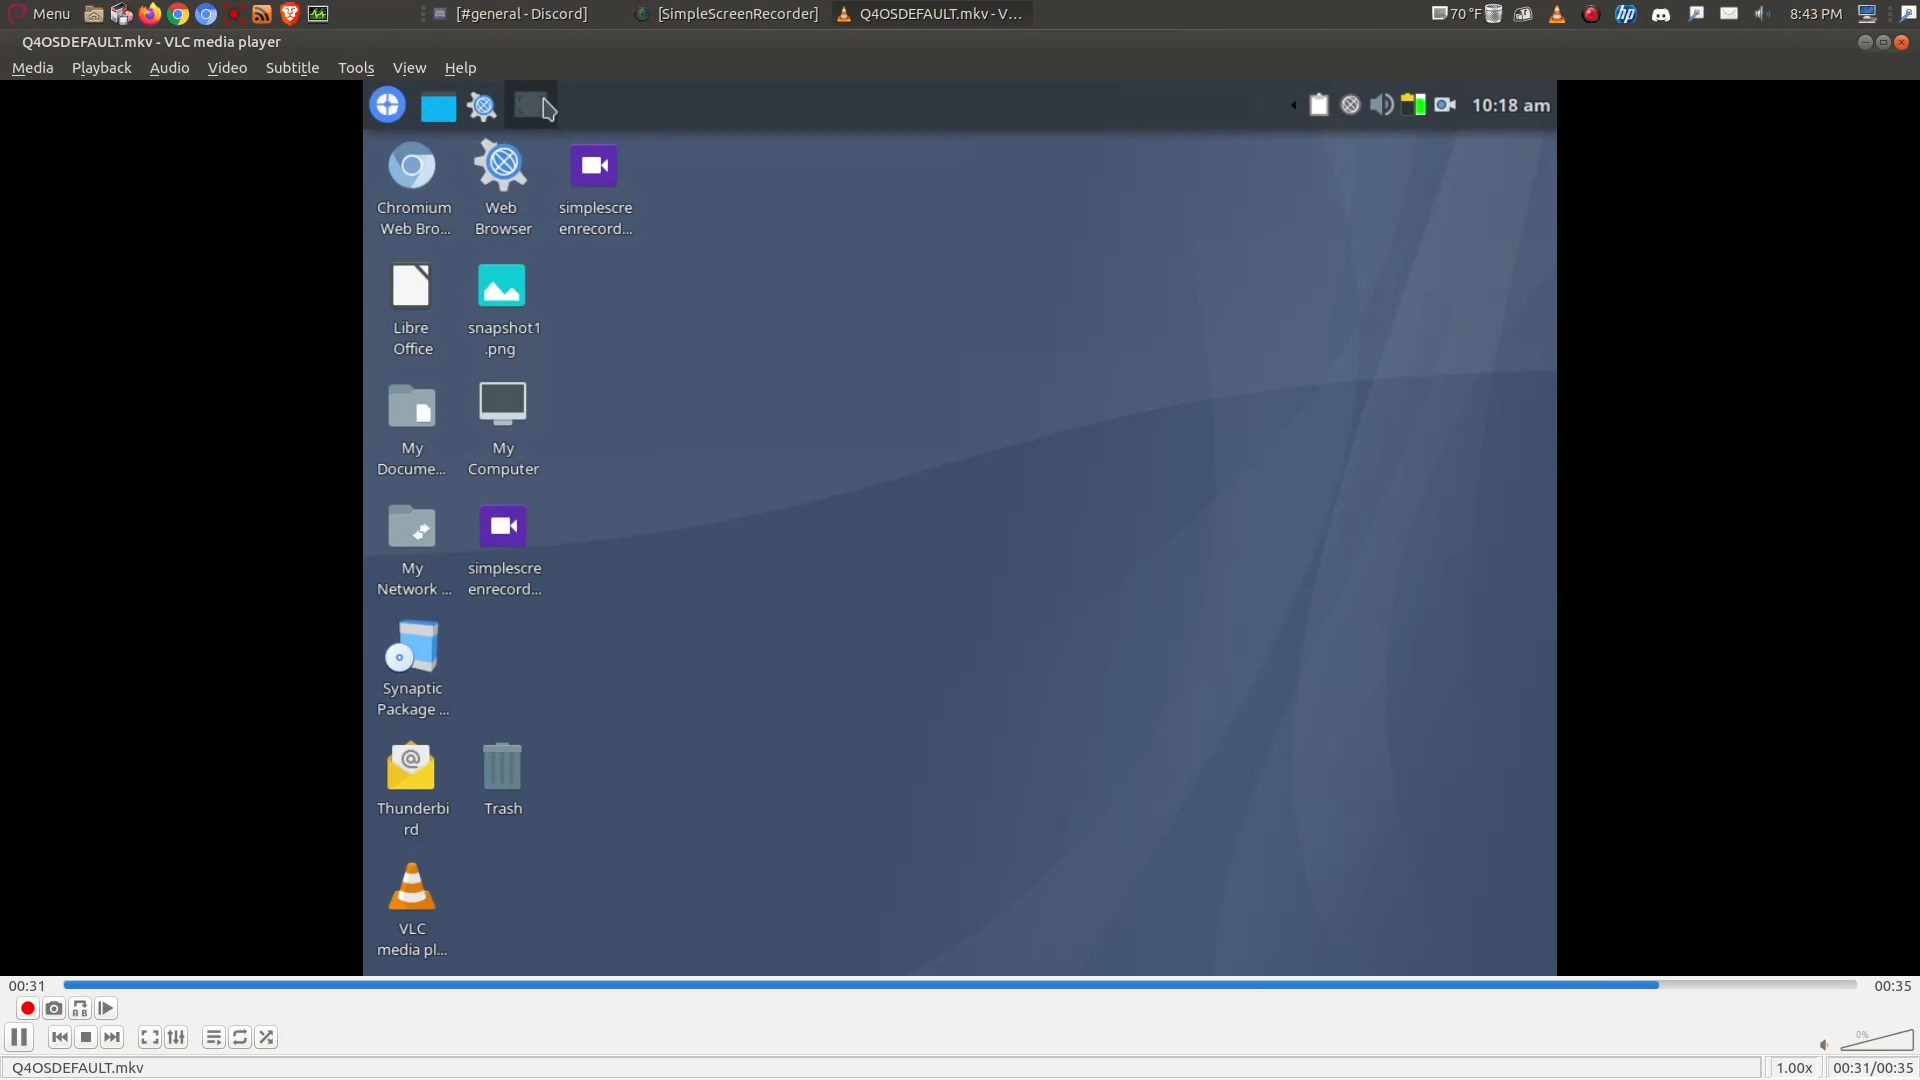 Menu [#general - Discord] [SimpleScreenRecorder] Q4OSDEFAULT.mkv - V... 70 °F hp 8:43 PM
Q4OSDEFAULT.mkv - VLC media player
Media Playback Audio Video Subtitle Tools View Help
10:18 am
Chromium
Web Bro...
Web
Browser
simplescre
enrecord...
Libre
Office
snapshot1
.png
My
Docume...
My
Computer
My
Network ...
simplescre
enrecord...
Synaptic
Package ...
@
Thunderbi
rd
Trash
VLC
media pl...
00:31 00:35
A B
0%
Q4OSDEFAULT.mkv 1.00x 00:31/00:35